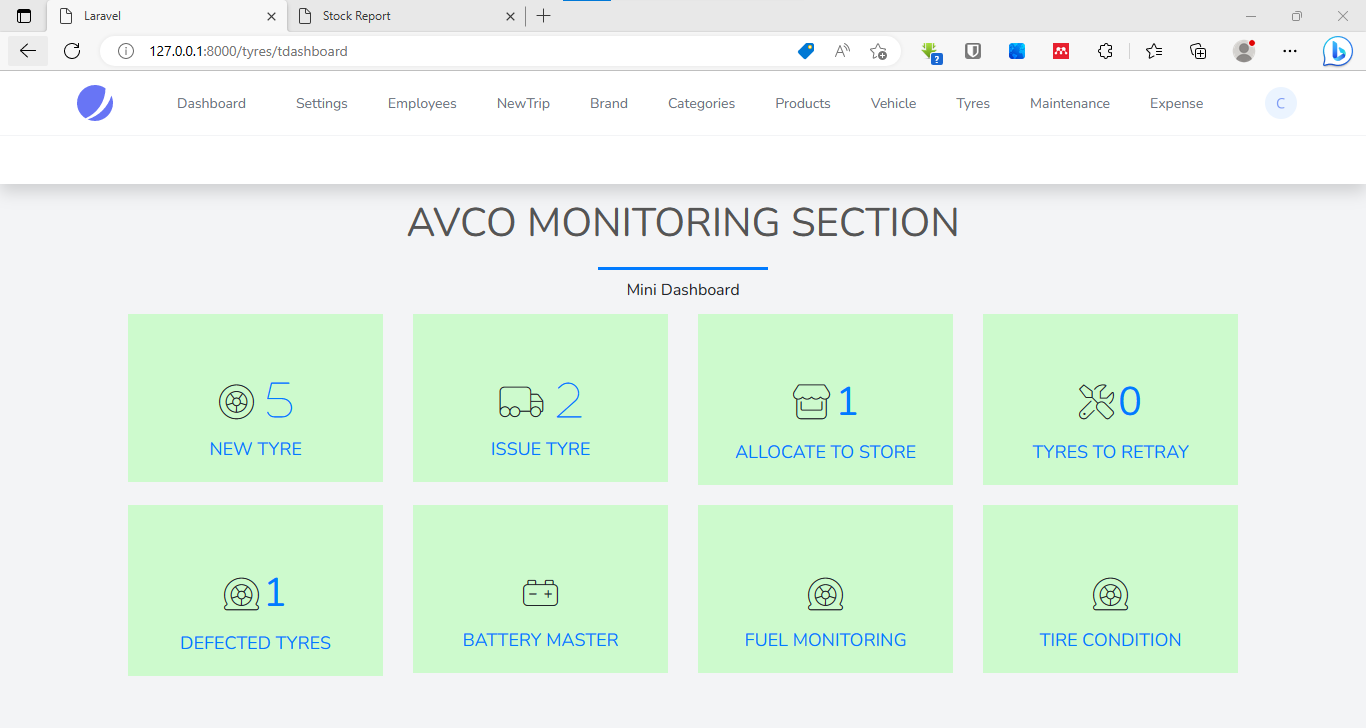 Laravel
Stock Report
127.0.0.1:8000/tyres/tdashboard
Dashboard Settings Employees NewTrip Brand Categories Products Vehicle Tyres Maintenance Expense C
AVCO MONITORING SECTION
Mini Dashboard
5 2 1 0
NEW TYRE ISSUE TYRE ALLOCATE TO STORE TYRES TO RETRAY
1
DEFECTED TYRES BATTERY MASTER FUEL MONITORING TIRE CONDITION